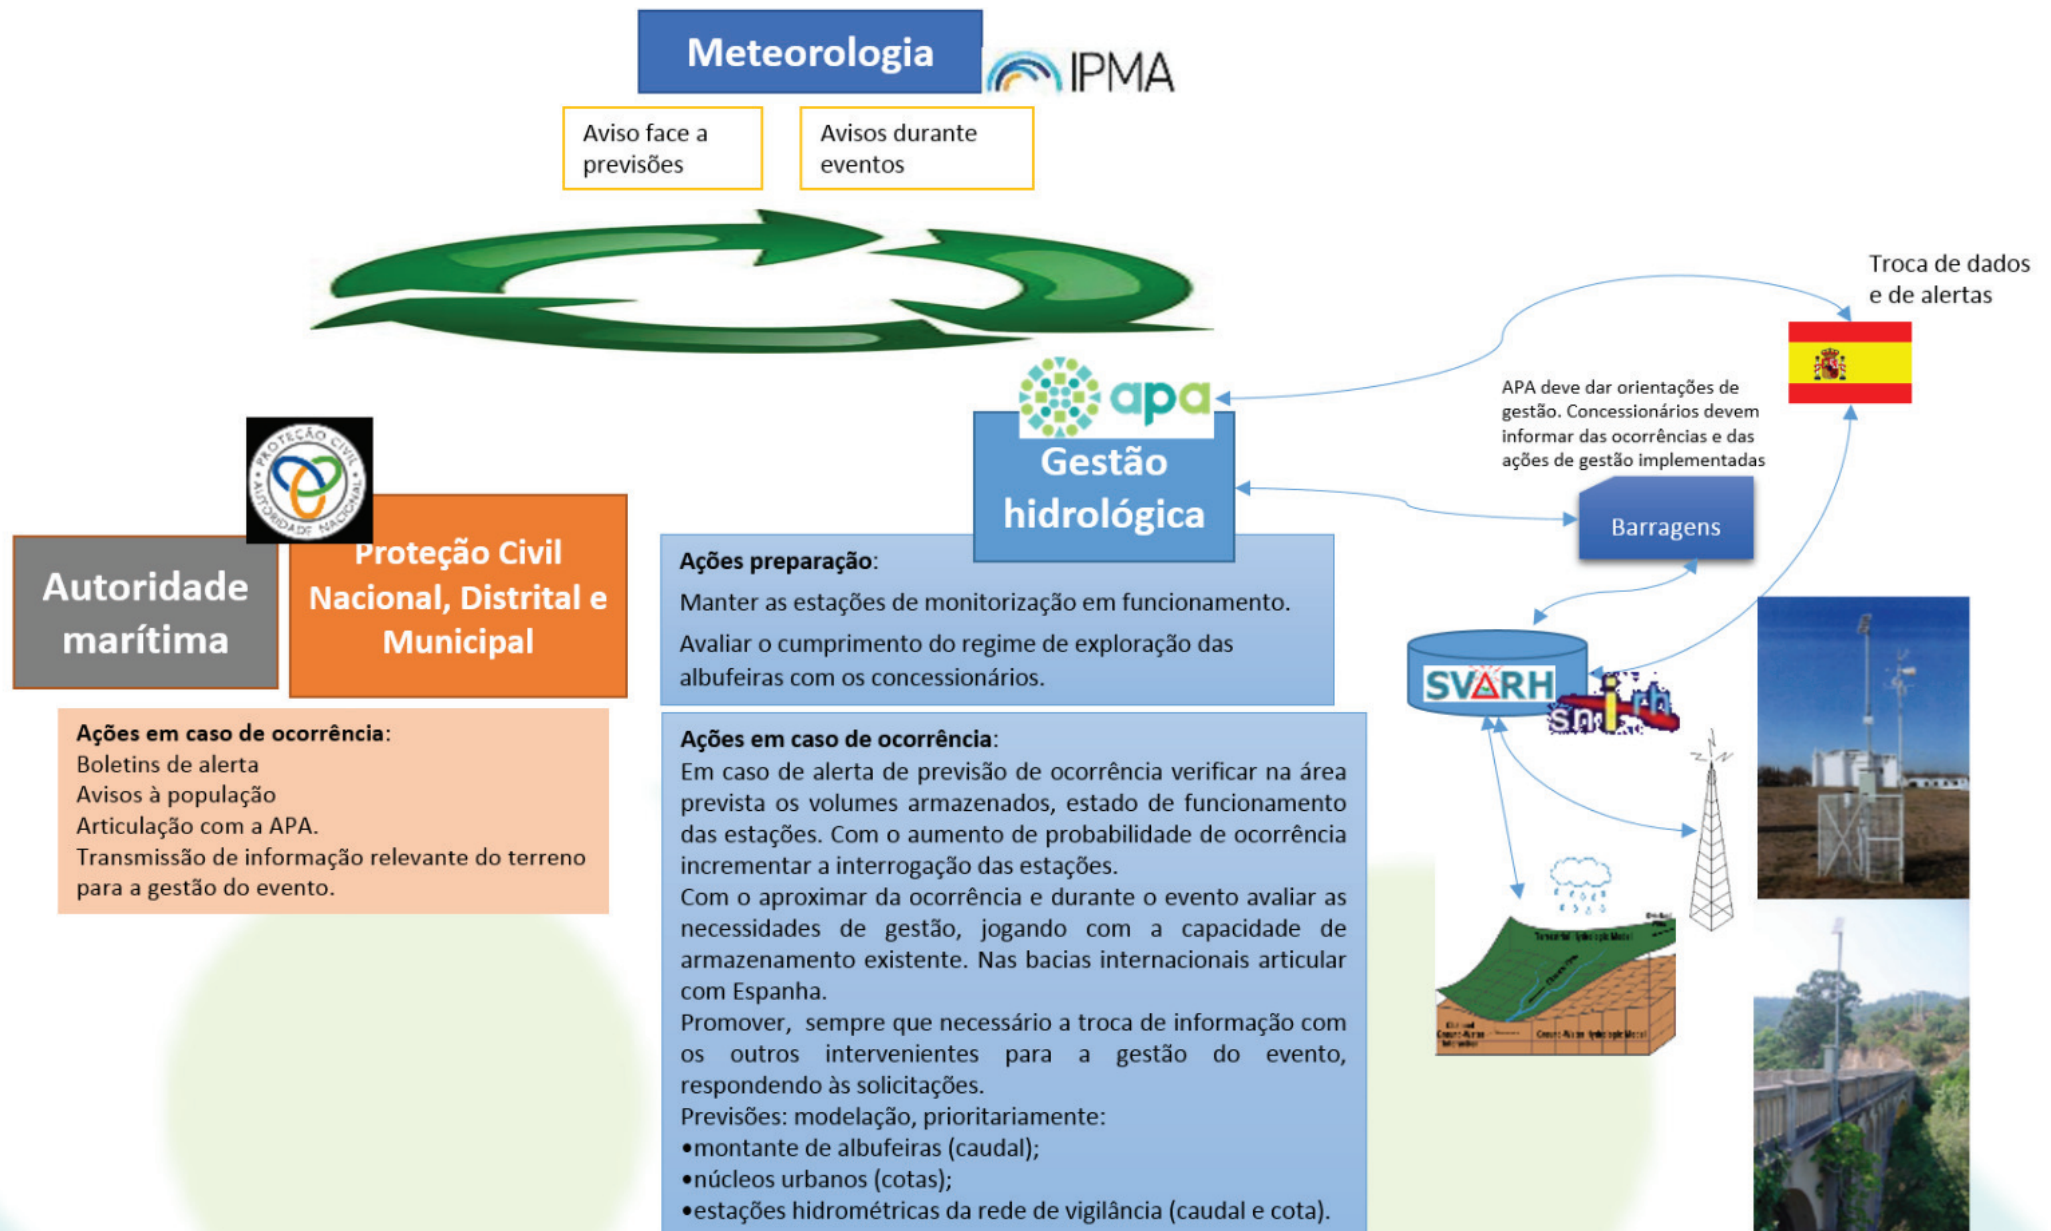 Meteorologia
IPMA
Aviso face a
previsões
Avisos durante
eventos
Troca de dados
e de alertas
apa
APA deve dar orientações de
gestão. Concessionários devem
informar das ocorrências e das
ações de gestão implementadas
Gestão
hidrológica
Barragens
PROTEÇÃO CIVIL
AUTORIDADE NACIONAL
Autoridade
marítima
Proteção Civil
Nacional, Distrital e
Municipal
Ações preparação:
Manter as estações de monitorização em funcionamento.
Avaliar o cumprimento do regime de exploração das
albufeiras com os concessionários.
SVARH
snirh
Ações em caso de ocorrência:
Boletins de alerta
Avisos à população
Articulação com a APA.
Transmissão de informação relevante do terreno
para a gestão do evento.
Ações em caso de ocorrência:
Em caso de alerta de previsão de ocorrência verificar na área
prevista os volumes armazenados, estado de funcionamento
das estações. Com o aumento de probabilidade de ocorrência
incrementar a interrogação das estações.
Com o aproximar da ocorrência e durante o evento avaliar as
necessidades de gestão, jogando com a capacidade de
armazenamento existente. Nas bacias internacionais articular
com Espanha.
Promover, sempre que necessário a troca de informação com
os outros intervenientes para a gestão do evento,
respondendo às solicitações.
Previsões: modelação, prioritariamente:
•montante de albufeiras (caudal);
•núcleos urbanos (cotas);
•estações hidrométricas da rede de vigilância (caudal e cota).